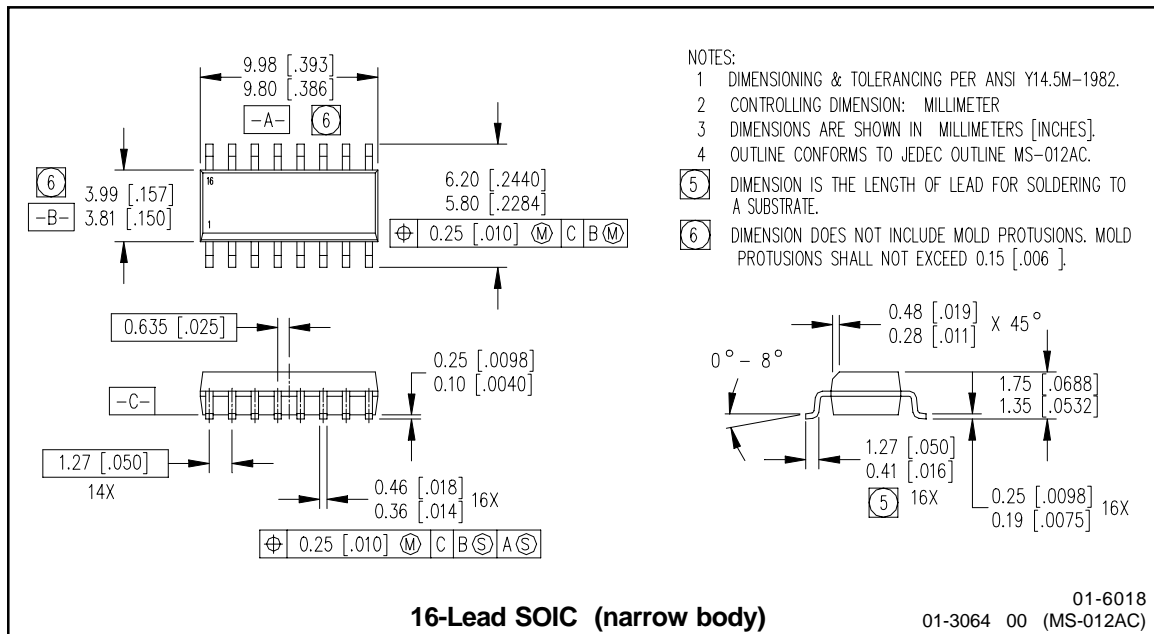 9.98 [.393]
9.80 [.386]
-A- 6
6
3.99 [.157]
-B- 3.81 [.150]
16
1
6.20 [.2440]
5.80 [.2284]
⌖ 0.25 [.010] Ⓜ C B Ⓜ
NOTES:
1 DIMENSIONING & TOLERANCING PER ANSI Y14.5M-1982.
2 CONTROLLING DIMENSION: MILLIMETER
3 DIMENSIONS ARE SHOWN IN MILLIMETERS [INCHES].
4 OUTLINE CONFORMS TO JEDEC OUTLINE MS-012AC.
5 DIMENSION IS THE LENGTH OF LEAD FOR SOLDERING TO
A SUBSTRATE.
6 DIMENSION DOES NOT INCLUDE MOLD PROTUSIONS. MOLD
PROTUSIONS SHALL NOT EXCEED 0.15 [.006 ].
0.635 [.025]
0.25 [.0098]
0.10 [.0040]
-C-
1.27 [.050]
14X
0.46 [.018]
0.36 [.014] 16X
⌖ 0.25 [.010] Ⓜ C B Ⓢ A Ⓢ
0.48 [.019]
0.28 [.011] X 45°
0°- 8°
1.75 [.0688]
1.35 [.0532]
1.27 [.050]
0.41 [.016]
5 16X
0.25 [.0098]
0.19 [.0075] 16X
16-Lead SOIC (narrow body)
01-6018
01-3064 00 (MS-012AC)